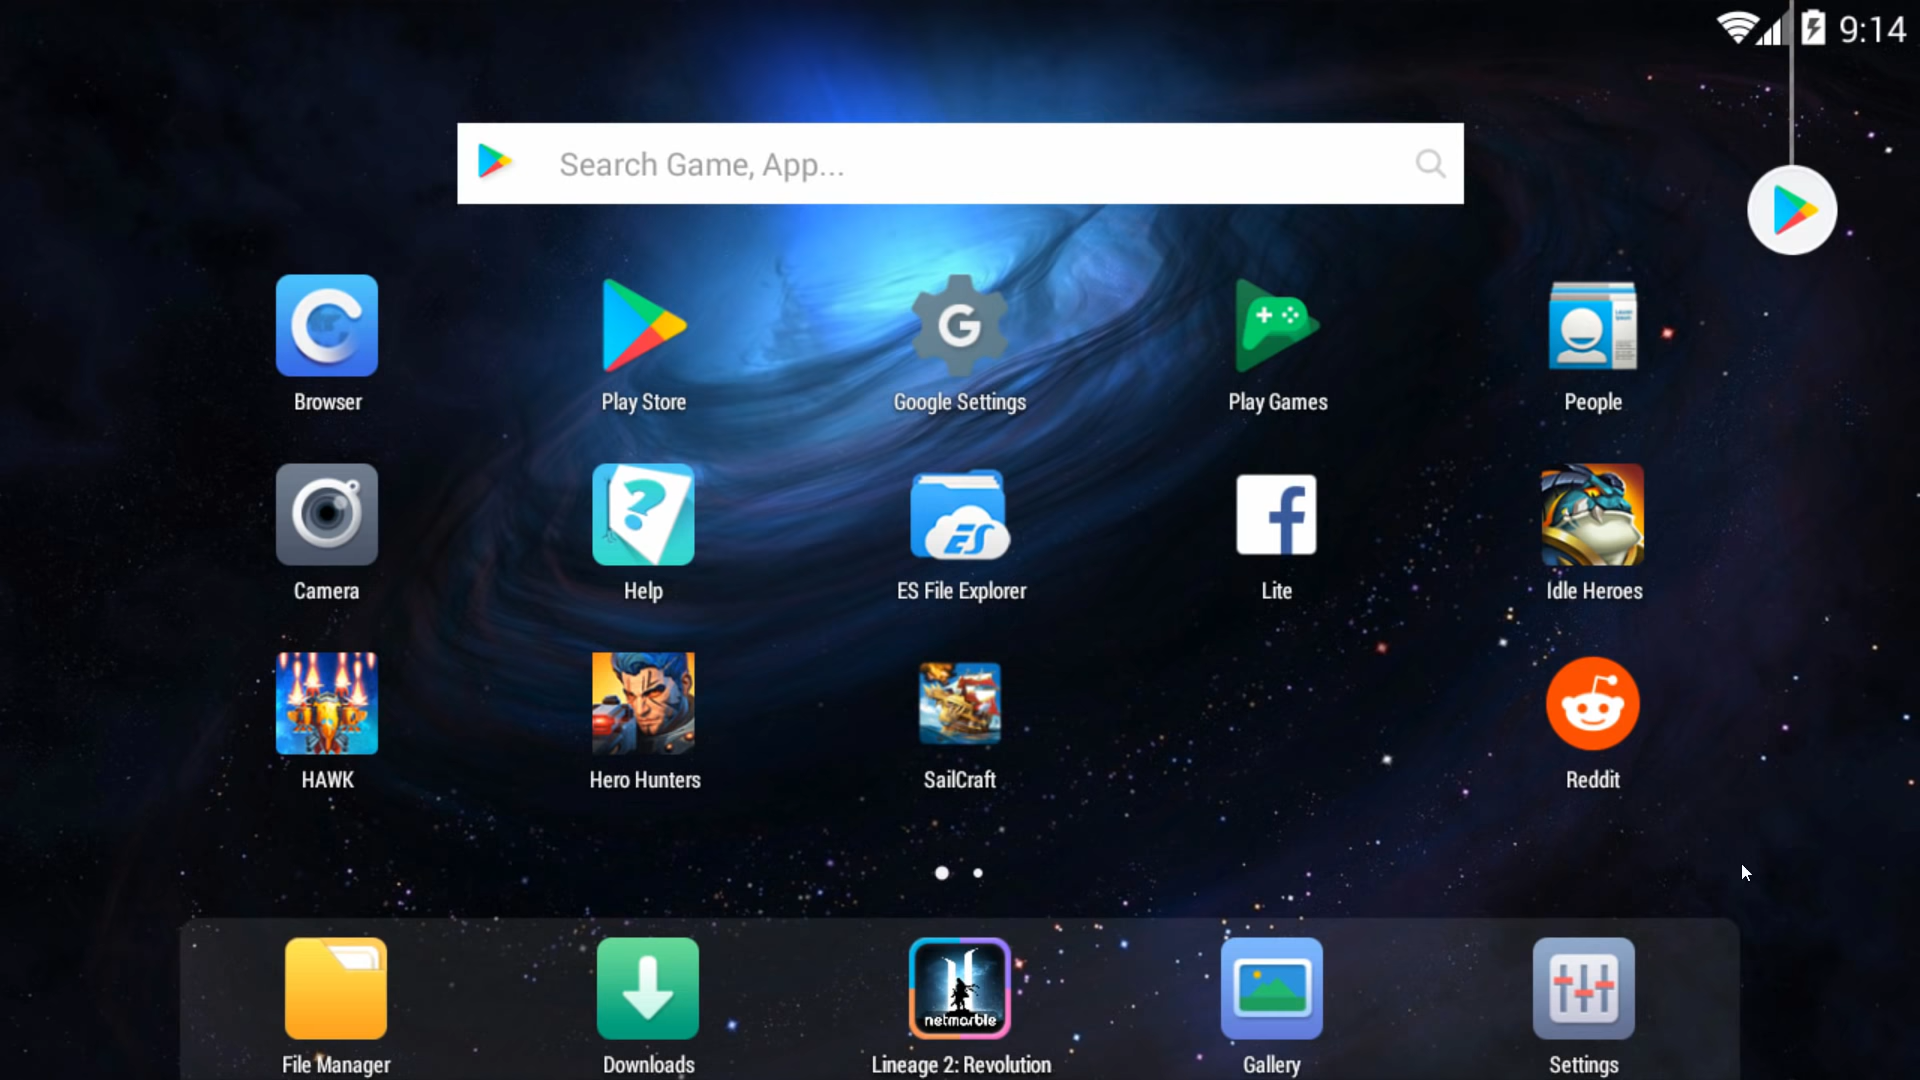 9:14
Search Game, App...
Browser
Play Store
Google Settings
Play Games
People
Camera
Help
ES File Explorer
Lite
Idle Heroes
HAWK
Hero Hunters
SailCraft
Reddit
netmarble
File Manager
Downloads
Lineage 2: Revolution
Gallery
Settings